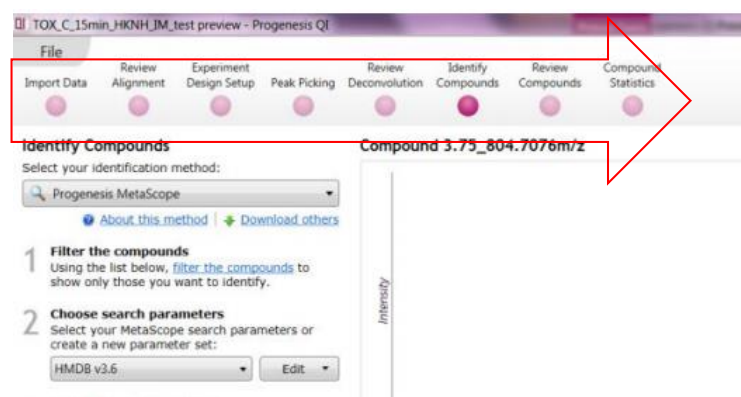 TOX_C_15min_HKNH_IM_test preview - Progenesis QI
File
Import Data
Review Alignment
Experiment Design Setup
Peak Picking
Review Deconvolution
Identify Compounds
Review Compounds
Compound Statistics
Identify Compounds
Compound 3.75_804.7076m/z
Select your identification method:
Progenesis MetaScope
About this method
Download others
1 Filter the compounds
Using the list below, filter the compounds to
show only those you want to identify.
2 Choose search parameters
Select your MetaScope search parameters or
create a new parameter set:
HMDB v3.6
Edit
Intensity